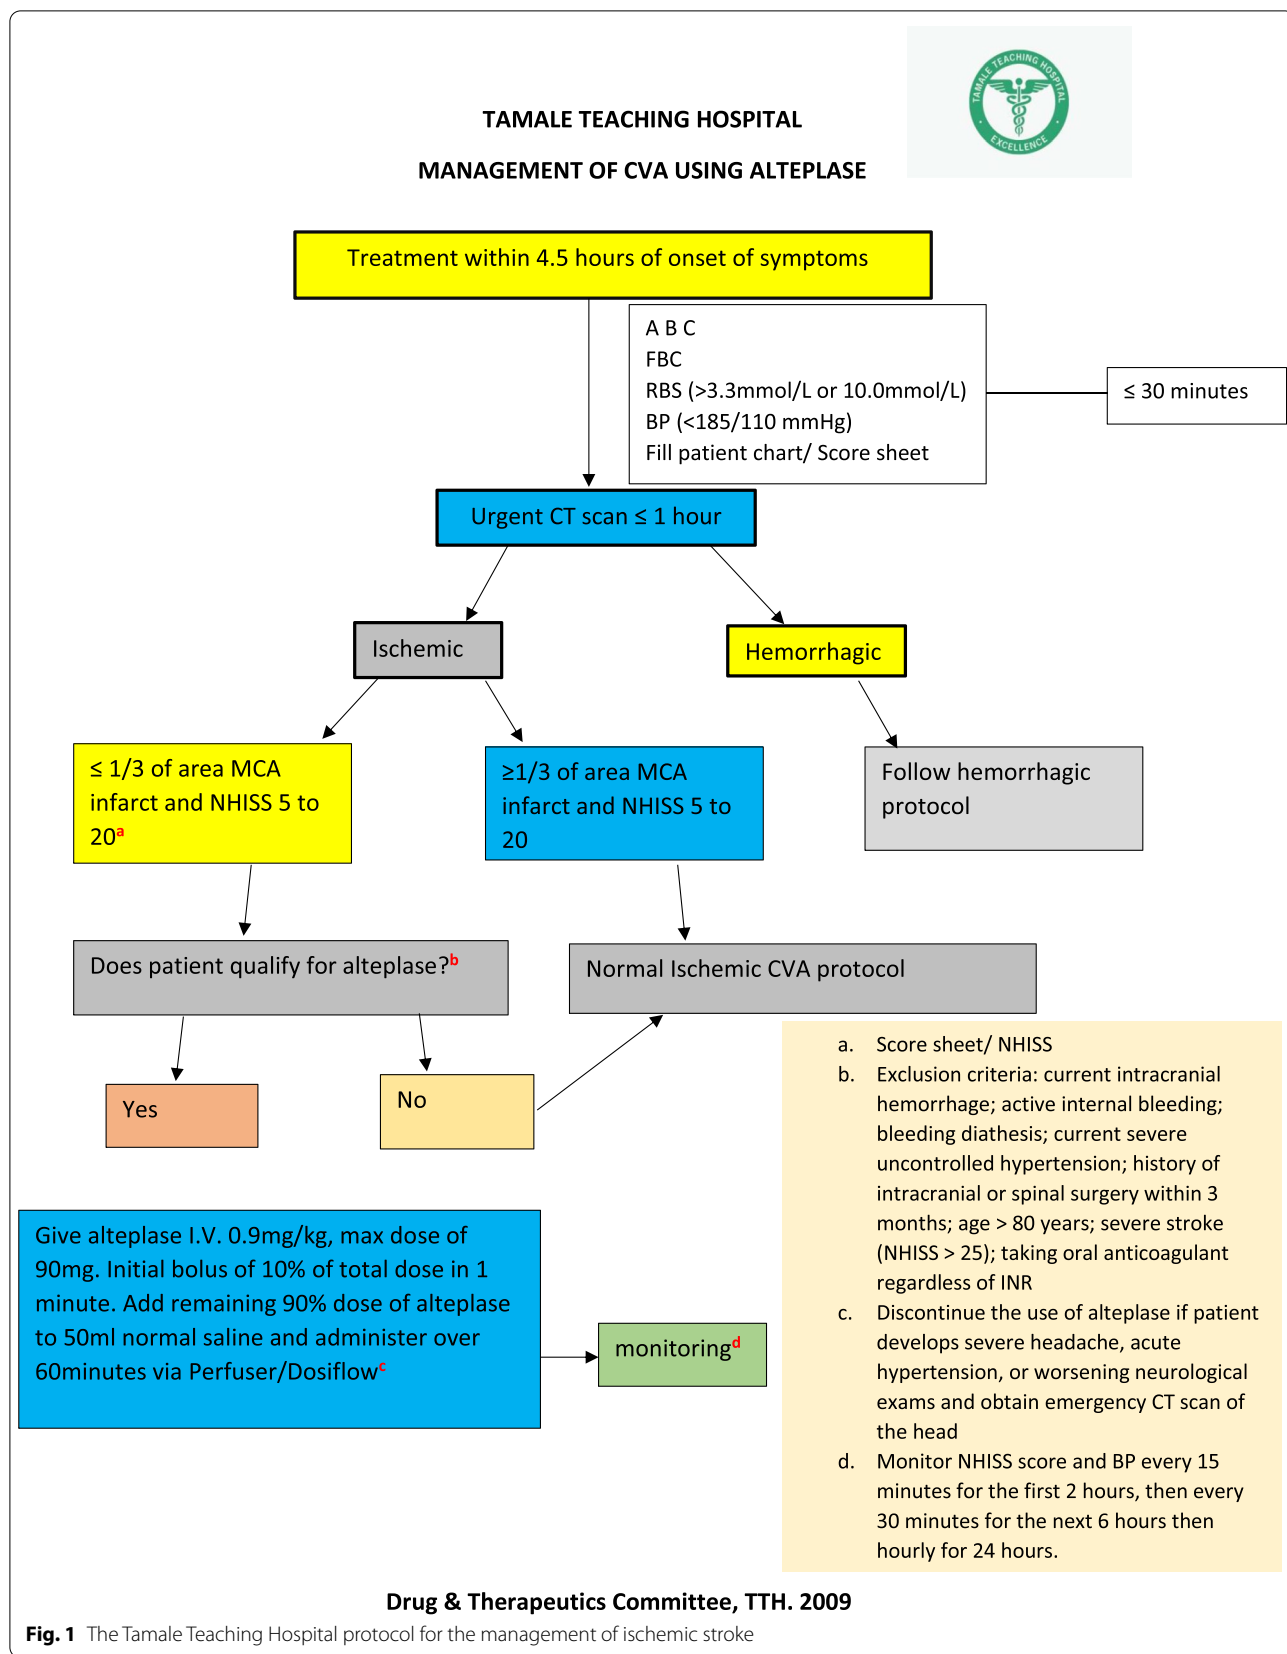 TAMALE TEACHING HOSPITAL
EXCELLENCE
TAMALE TEACHING HOSPITAL
MANAGEMENT OF CVA USING ALTEPLASE
Treatment within 4.5 hours of onset of symptoms
A B C
FBC
RBS (>3.3mmol/L or 10.0mmol/L)
BP (<185/110 mmHg)
Fill patient chart/ Score sheet
≤ 30 minutes
Urgent CT scan ≤ 1 hour
Ischemic
Hemorrhagic
≤ 1/3 of area MCA
infarct and NHISS 5 to
20a
≥1/3 of area MCA
infarct and NHISS 5 to
20
Follow hemorrhagic
protocol
Does patient qualify for alteplase?b
Normal Ischemic CVA protocol
Yes
No
Give alteplase I.V. 0.9mg/kg, max dose of
90mg. Initial bolus of 10% of total dose in 1
minute. Add remaining 90% dose of alteplase
to 50ml normal saline and administer over
60minutes via Perfuser/Dosiflowc
monitoringd
a. Score sheet/ NHISS
b. Exclusion criteria: current intracranial
hemorrhage; active internal bleeding;
bleeding diathesis; current severe
uncontrolled hypertension; history of
intracranial or spinal surgery within 3
months; age > 80 years; severe stroke
(NHISS > 25); taking oral anticoagulant
regardless of INR
c. Discontinue the use of alteplase if patient
develops severe headache, acute
hypertension, or worsening neurological
exams and obtain emergency CT scan of
the head
d. Monitor NHISS score and BP every 15
minutes for the first 2 hours, then every
30 minutes for the next 6 hours then
hourly for 24 hours.
Drug & Therapeutics Committee, TTH. 2009
Fig. 1 The Tamale Teaching Hospital protocol for the management of ischemic stroke